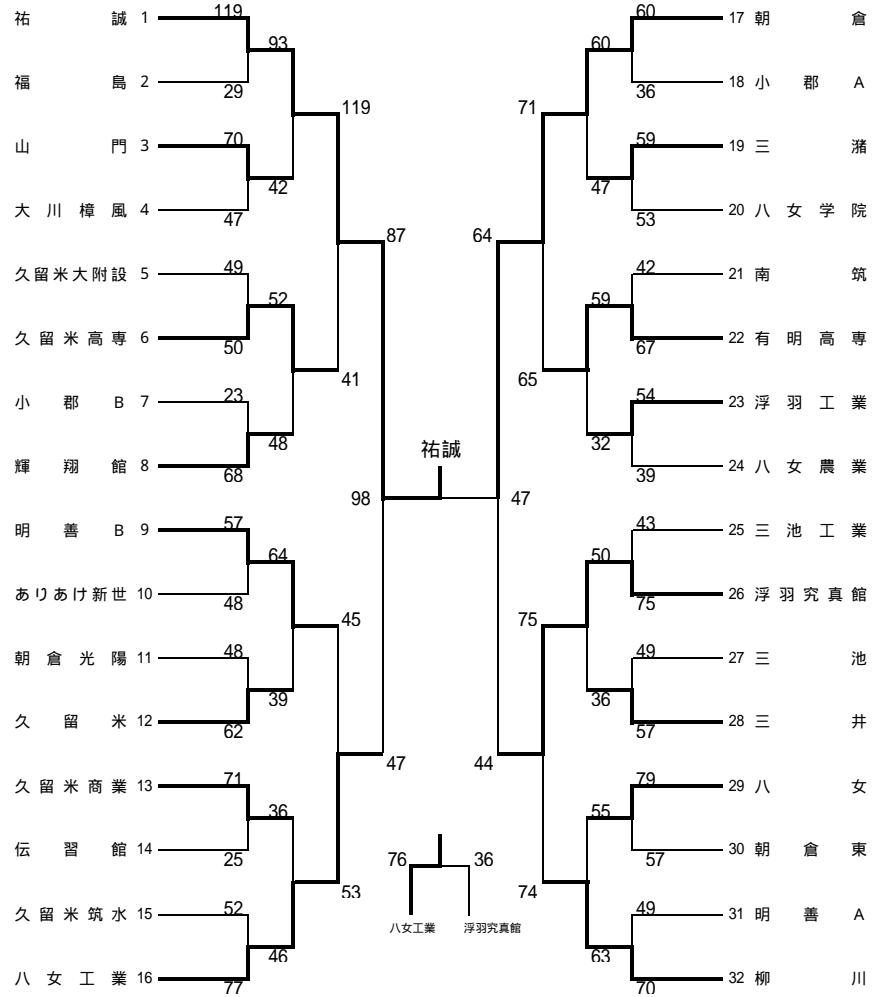 祐誠 1 119 60 17 朝倉
93 60
福島 2 29 36 18 小郡A
119 71
山門 3 70 59 19 三潴
42 47
大川樟風 4 47 53 20 八女学院
87 64
久留米大附設 5 49 42 21 南筑
52 59
久留米高専 6 50 67 22 有明高専
41 65
小郡B 7 23 54 23 浮羽工業
48 32
輝翔館 8 68 39 24 八女農業
祐誠
98 47
明善B 9 57 43 25 三池工業
64 50
ありあけ新世 10 48 75 26 浮羽究真館
45 75
朝倉光陽 11 48 49 27 三池
39 36
久留米 12 62 57 28 三井
47 44
久留米商業 13 71 79 29 八女
36 55
伝習館 14 25 57 30 朝倉東
76 36
53 74
久留米筑水 15 52 49 31 明善A
八女工業 浮羽究真館
46 63
八女工業 16 77 70 32 柳川